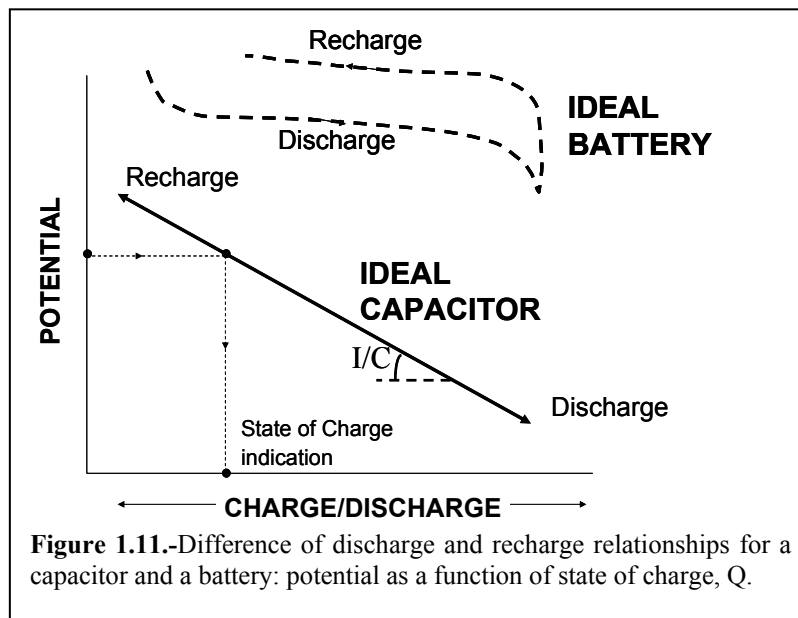 Recharge
IDEAL
BATTERY
Discharge
Recharge
POTENTIAL
IDEAL
CAPACITOR
I/C
Discharge
State of Charge
indication
CHARGE/DISCHARGE
Figure 1.11.-Difference of discharge and recharge relationships for a
capacitor and a battery: potential as a function of state of charge, Q.